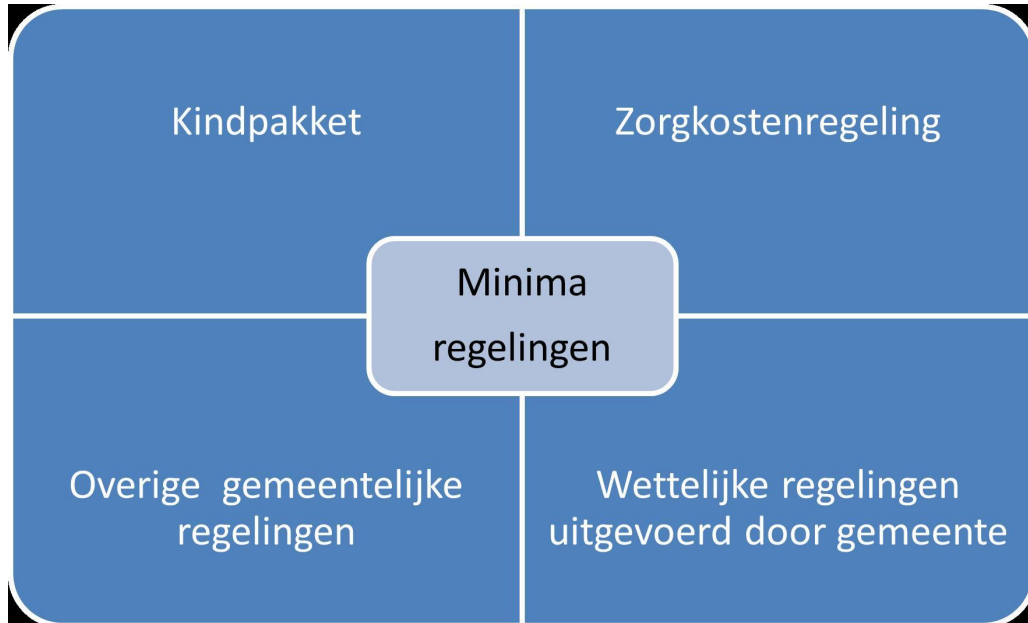 Kindpakket
Zorgkostenregeling
Minima
regelingen
Overige gemeentelijke
regelingen
Wettelijke regelingen
uitgevoerd door gemeente